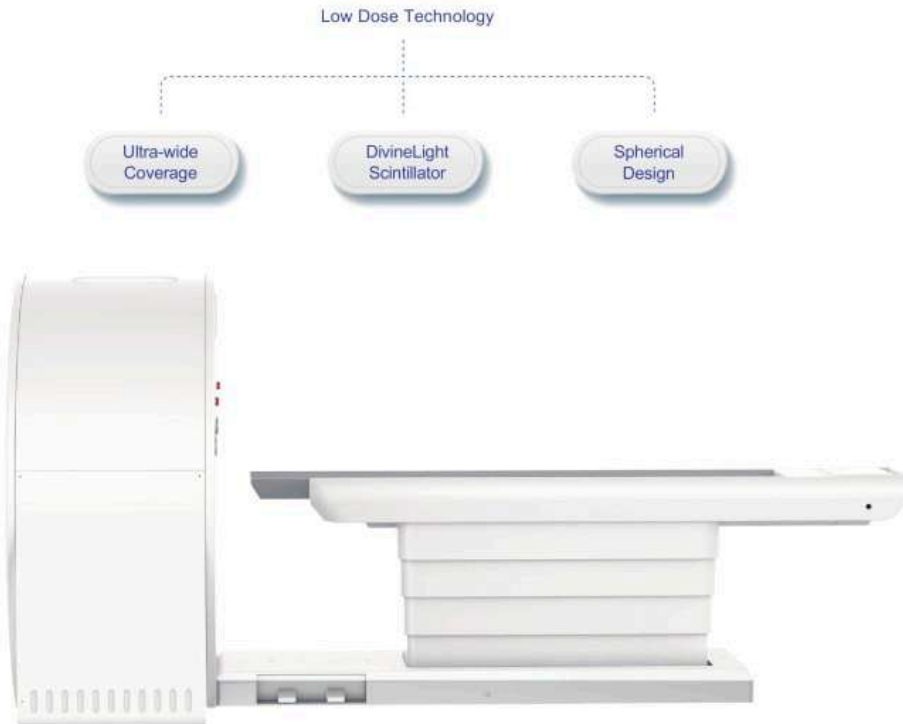 Low Dose Technology
Ultra-wide
Coverage
DivineLight
Scintillator
Spherical
Design